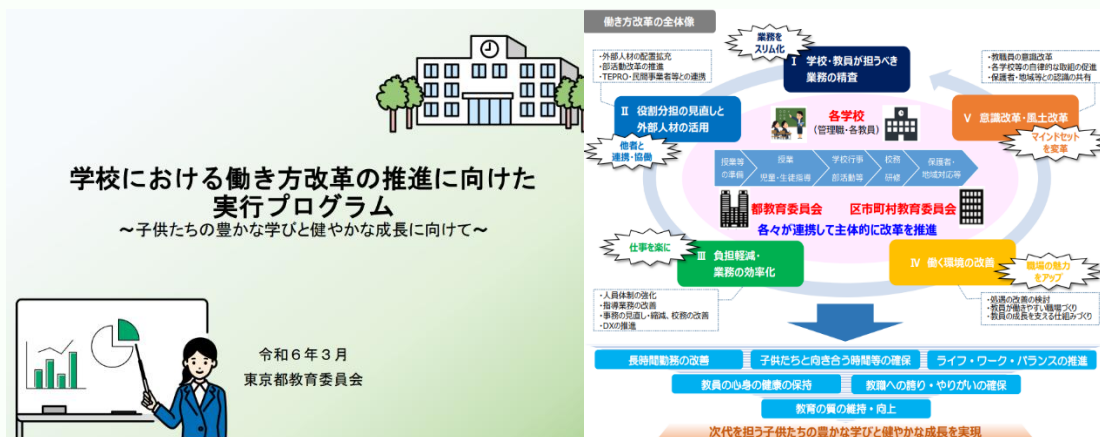 学校における働き方改革の推進に向けた
実行プログラム
～子供たちの豊かな学びと健やかな成長に向けて～
令和６年３月
東京都教育委員会
働き方改革の全体像
業務を
スリム化
Ⅰ 学校・教員が担うべき
業務の精査
・外部人材の配置拡充
・部活動改革の推進
・TEPRO・民間事業者等との連携
Ⅱ 役割分担の見直しと
外部人材の活用
他者と
連携・協働
・教職員の意識改革
・各学校等の自律的な取組の促進
・保護者・地域等との認識の共有
Ⅴ 意識改革・風土改革
マインドセット
を変革
各学校
（管理職・各教員）
授業等
の準備
授業
児童・生徒指導
学校行事
部活動等
校務
研修
保護者・
地域対応等
都教育委員会
区市町村教育委員会
各々が連携して主体的に改革を推進
仕事を楽に
Ⅲ 負担軽減・
業務の効率化
・人員体制の強化
・指導業務の改善
・事務の見直し・縮減、校務の改善
・DXの推進
Ⅳ 働く環境の改善
職場の魅力
をアップ
・処遇の改善の検討
・教員が働きやすい職場づくり
・教員の成長を支える仕組みづくり
長時間勤務の改善
子供たちと向き合う時間等の確保
ライフ・ワーク・バランスの推進
教員の心身の健康の保持
教職への誇り・やりがいの確保
教育の質の維持・向上
次代を担う子供たちの豊かな学びと健やかな成長を実現